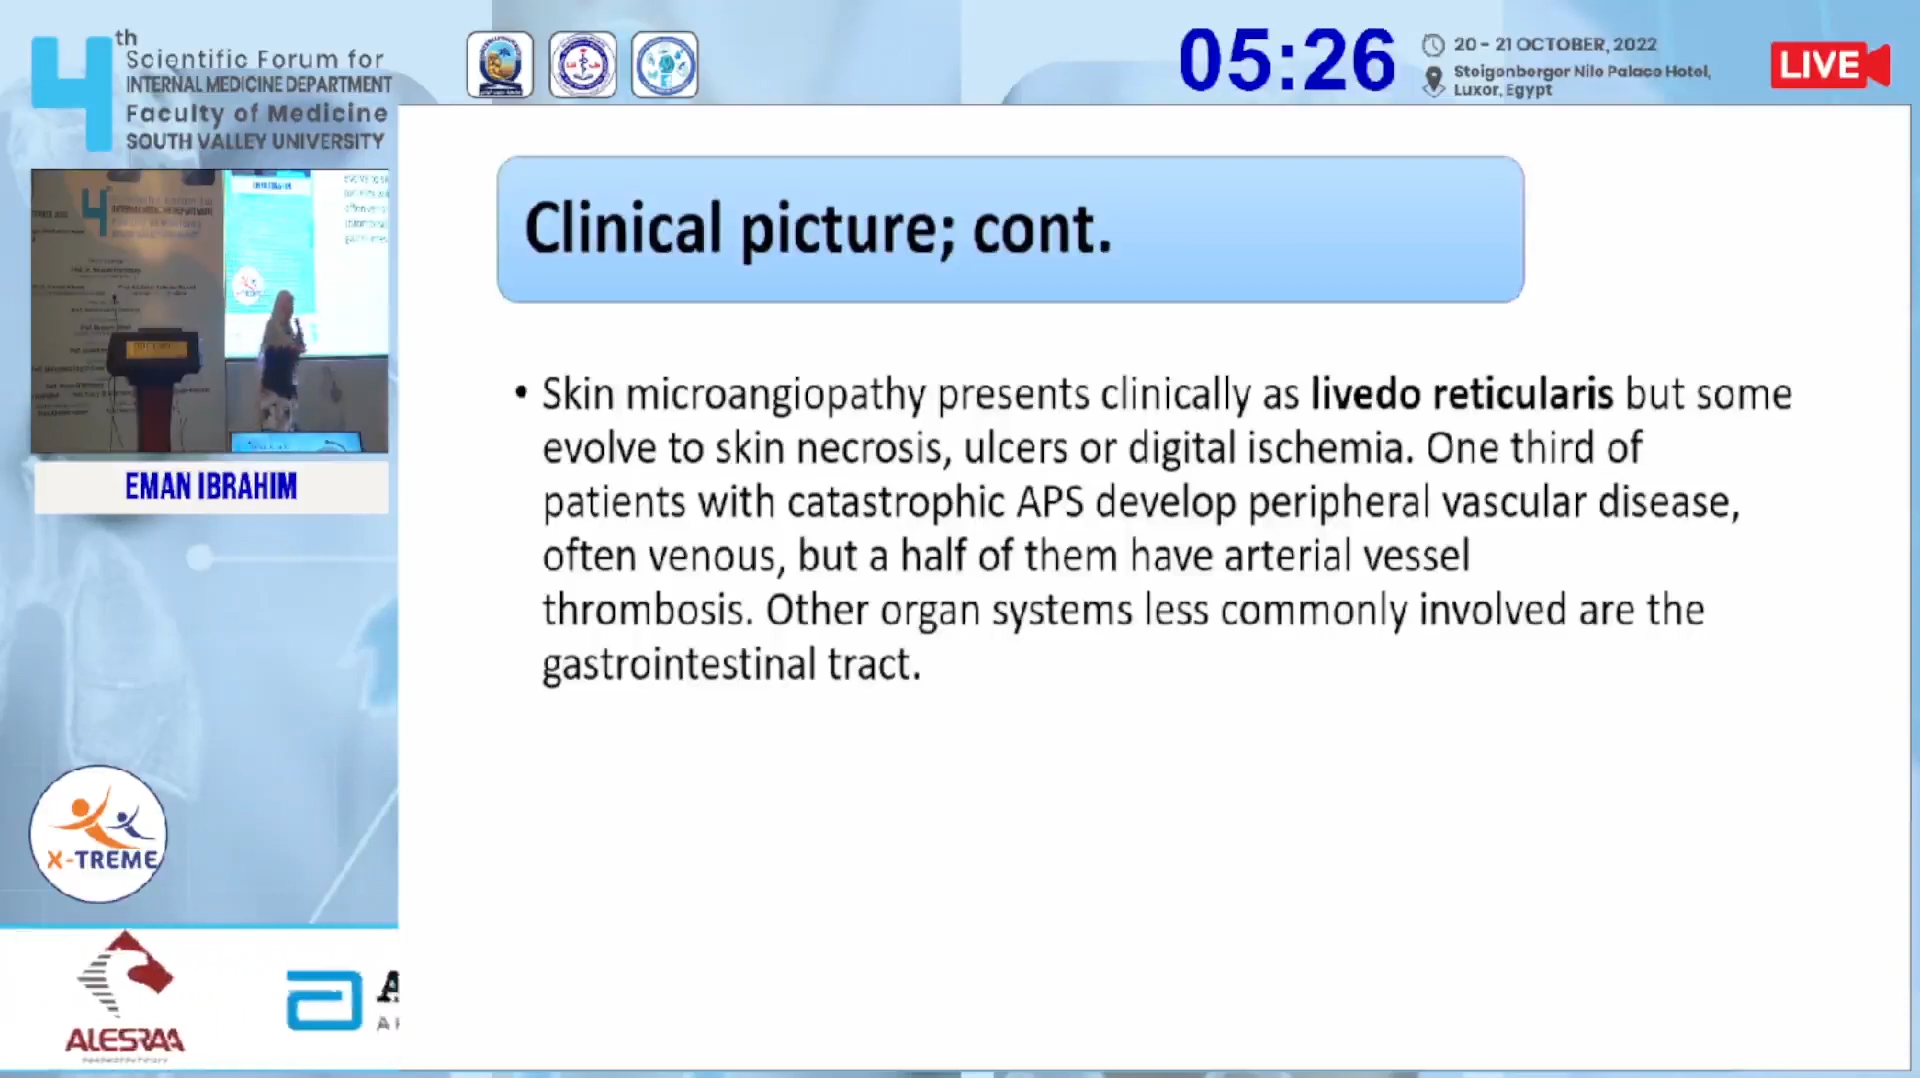 4th
Scientific Forum for
INTERNAL MEDICINE DEPARTMENT
Faculty of Medicine
SOUTH VALLEY UNIVERSITY
05:26
20 - 21 OCTOBER, 2022
Steigenberger Nile Palace Hotel,
Luxor, Egypt
LIVE
EMAN IBRAHIM
Clinical picture; cont.
• Skin microangiopathy presents clinically as livedo reticularis but some
evolve to skin necrosis, ulcers or digital ischemia. One third of
patients with catastrophic APS develop peripheral vascular disease,
often venous, but a half of them have arterial vessel
thrombosis. Other organ systems less commonly involved are the
gastrointestinal tract.
X-TREME
ALESRAA